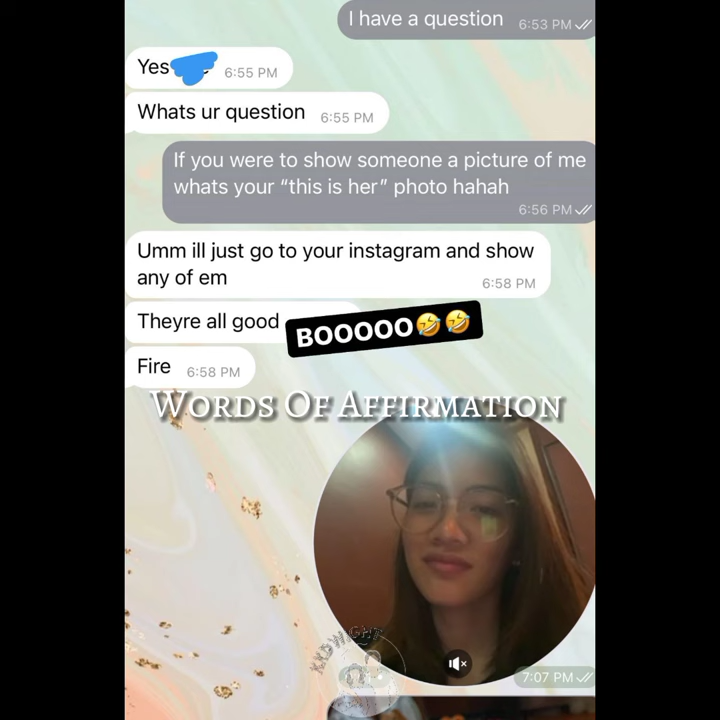 I have a question 6:53 PM
Yes 6:55 PM
Whats ur question 6:55 PM
If you were to show someone a picture of me
whats your “this is her” photo hahah
6:56 PM
Umm ill just go to your instagram and show
any of em 6:58 PM
Theyre all good
BOOOOO🤣🤣
Fire 6:58 PM
Words Of Affirmation
7:07 PM